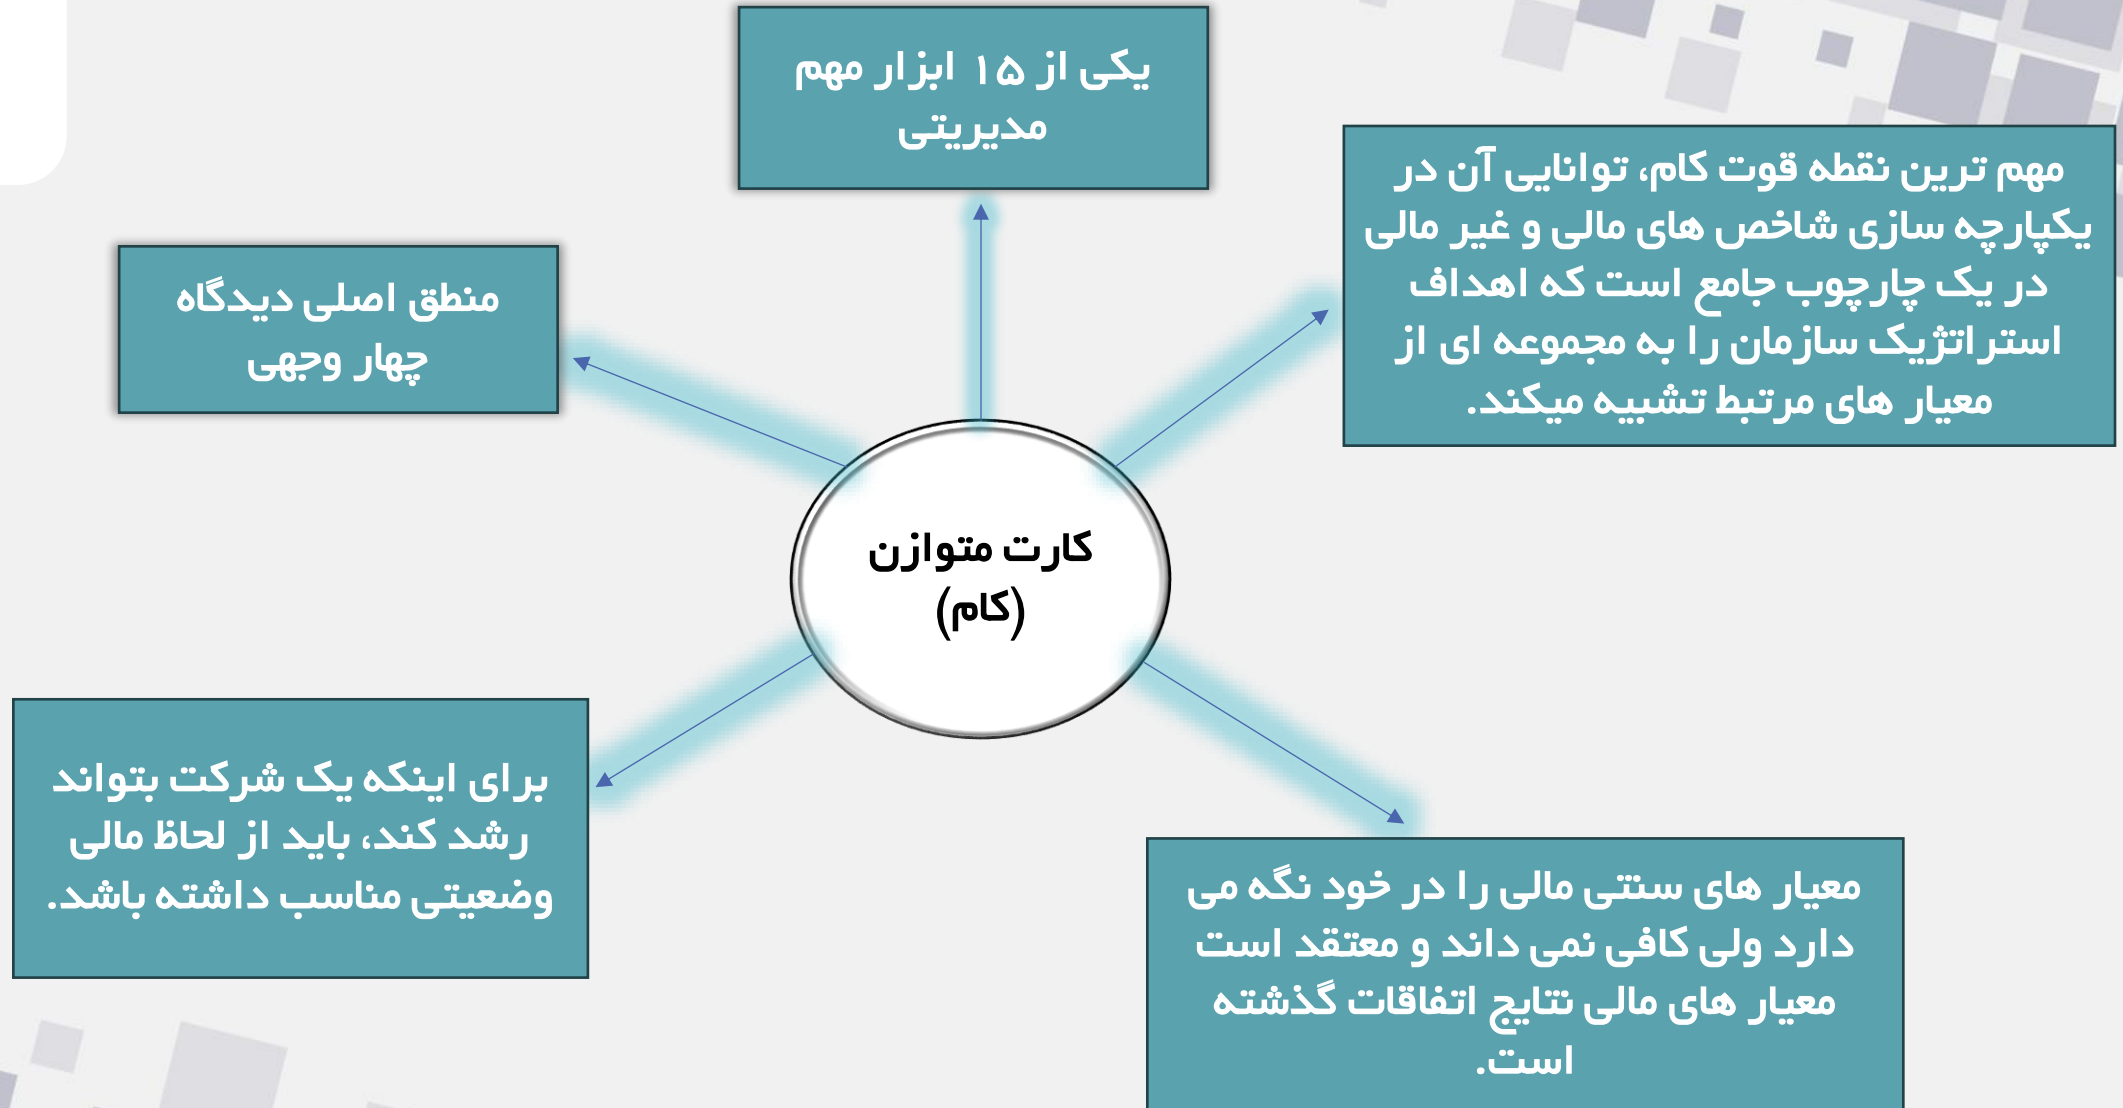 یکی از ۱۵ ابزار مهم
مدیریتی
مهم ترین نقطه قوت کام، توانایی آن در
یکپارچه سازی شاخص های مالی و غیر مالی
در یک چارچوب جامع است که اهداف
استراتژیک سازمان را به مجموعه ای از
معیار های مرتبط تشبیه میکند.
منطق اصلی دیدگاه
چهار وجهی
کارت متوازن
(کام)
برای اینکه یک شرکت بتواند
رشد کند، باید از لحاظ مالی
وضعیتی مناسب داشته باشد.
معیار های سنتی مالی را در خود نگه می
دارد ولی کافی نمی داند و معتقد است
معیار های مالی نتایج اتفاقات گذشته
است.